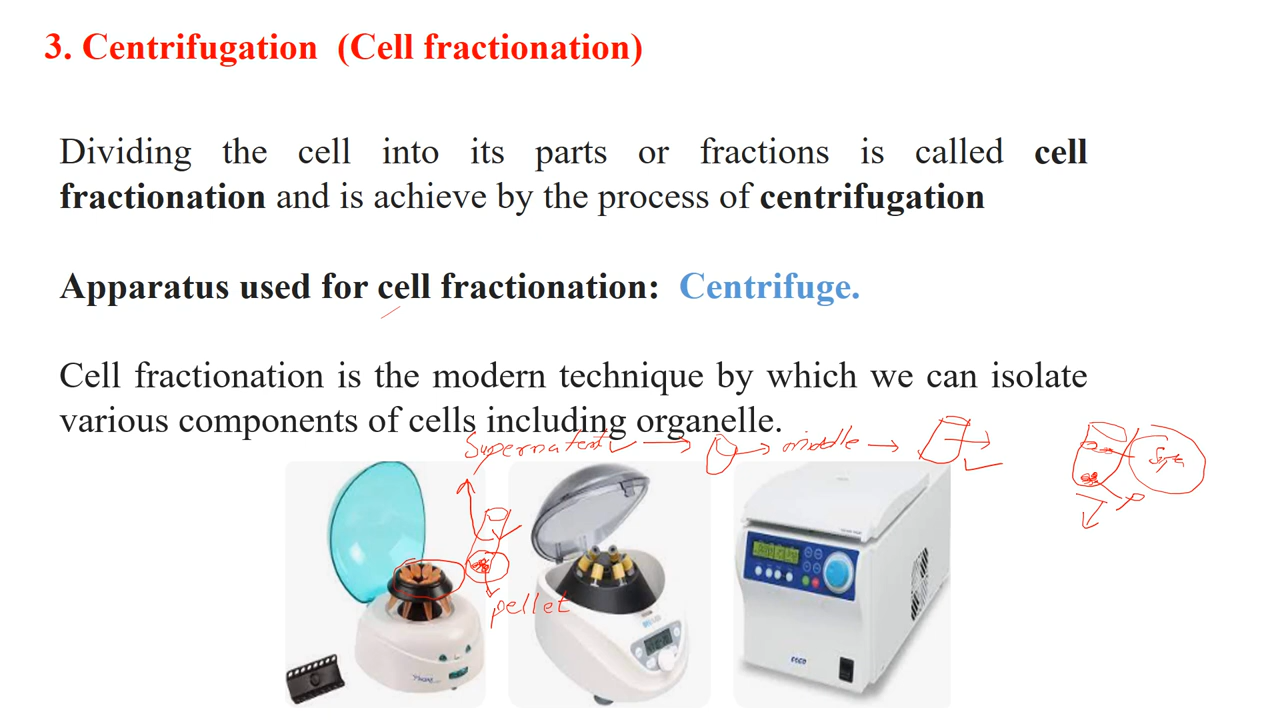 3. Centrifugation (Cell fractionation)
Dividing the cell into its parts or fractions is called cell
fractionation and is achieve by the process of centrifugation
Apparatus used for cell fractionation: Centrifuge.
Cell fractionation is the modern technique by which we can isolate
various components of cells including organelle.
Supernatent
middle
pellet